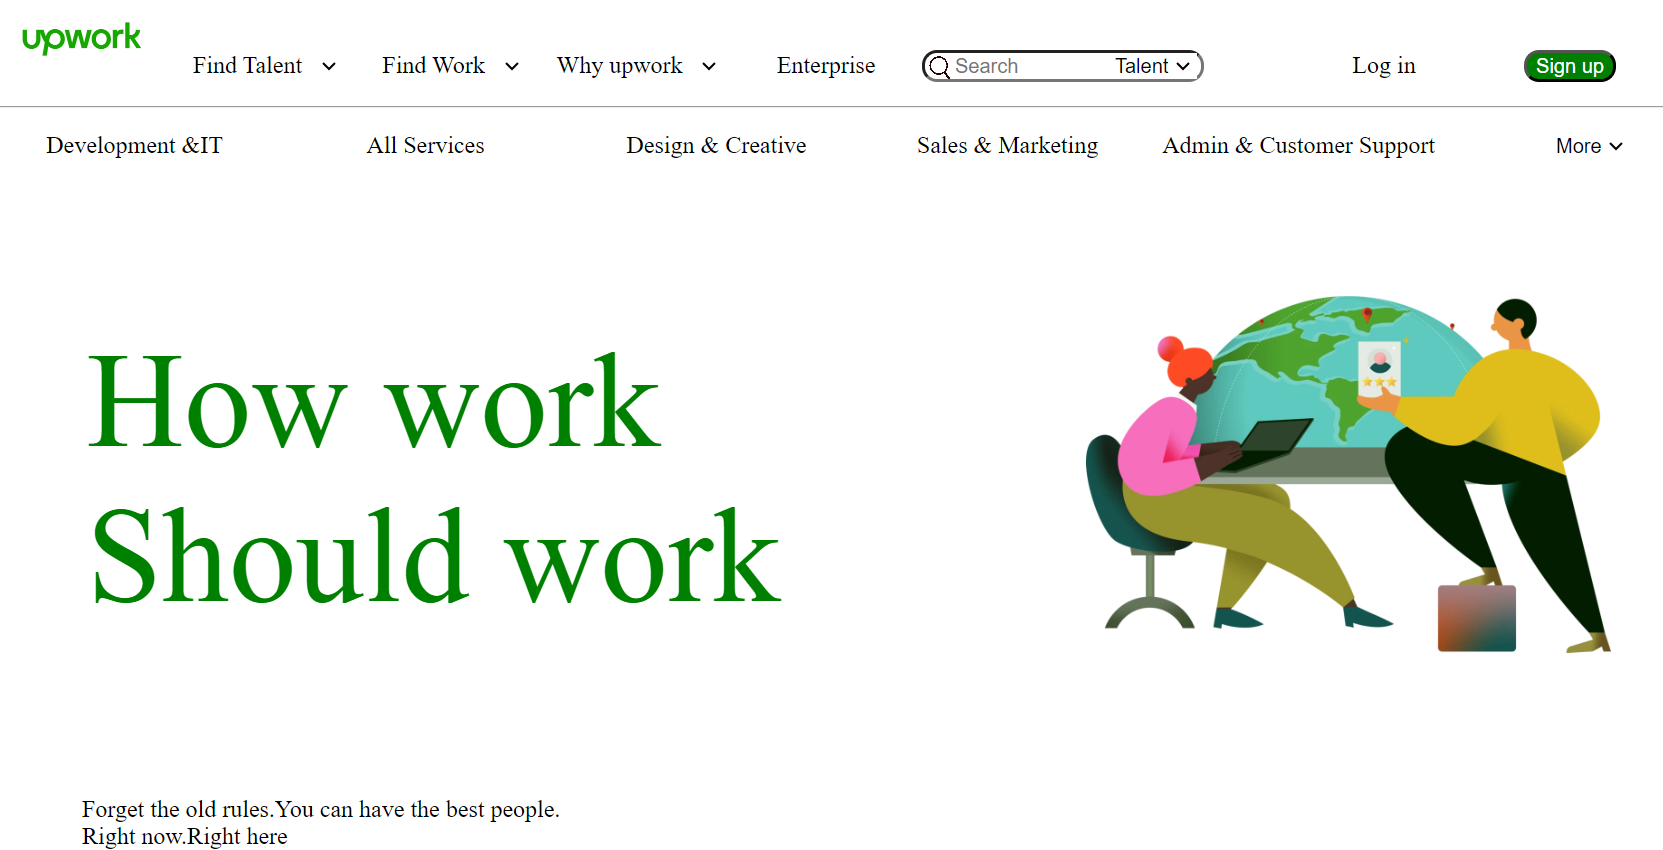 upwork
Find Talent Find Work Why upwork Enterprise Search Talent Log in Sign up
Development &IT All Services Design & Creative Sales & Marketing Admin & Customer Support More
How work
Should work
Forget the old rules.You can have the best people.
Right now.Right here